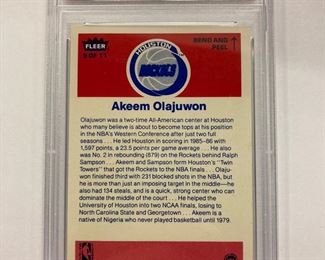 FLEER
9 OF 11
HOUSTON
BEND AND
PEEL
Akeem Olajuwon
Olajuwon was a two-time All-American center at Houston
who many believe is about to become tops at his position
in the NBA's Western Conference after just two full
seasons . . . He led Houston in scoring in 1985-86 with
1,597 points, a 23.5 points per game average . . . He was
also No. 2 in rebounding (879) on the Rockets behind Ralph
Sampson . . . Akeem and Sampson form Houston's "Twin
Towers" that got the Rockets to the NBA finals . . . Olaju-
won finished third with 231 blocked shots in the NBA, but
he is more than just an imposing target in the middle—he
also had 134 steals, and is a quick, strong center who can
dominate the middle . . . He helped the
University of Houston into two NCAA finals, losing
to North Carolina State and Georgetown . . . Akeem is a
native of Nigeria who never played basketball until 1979.
NBA